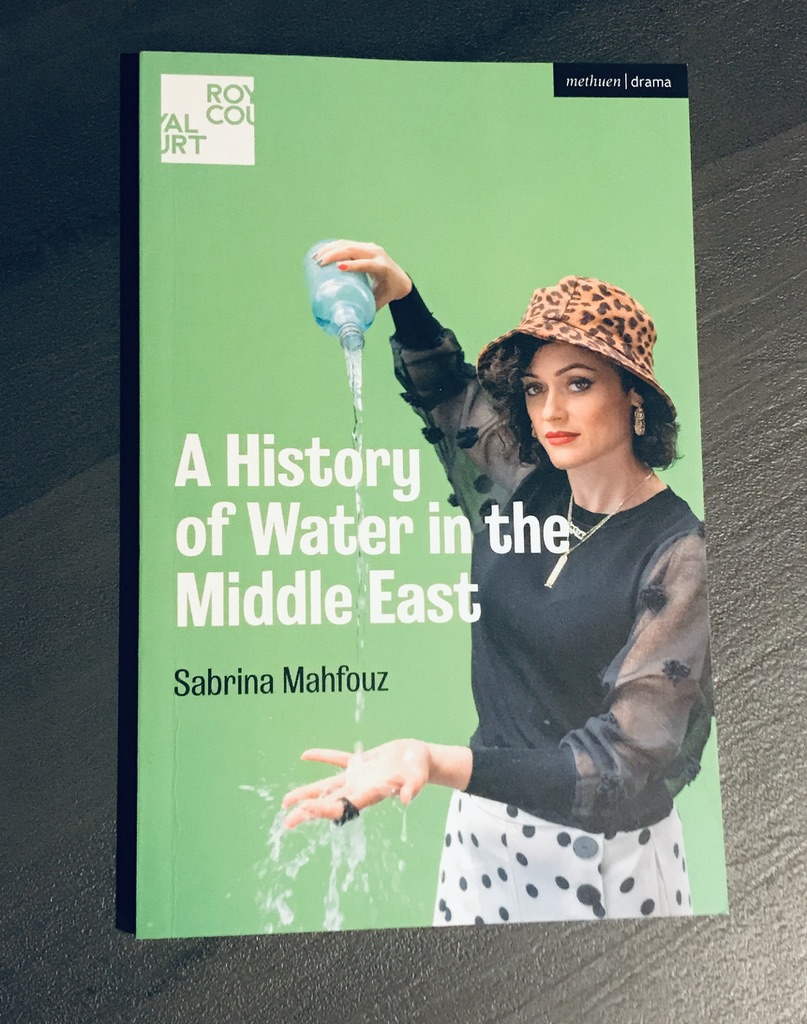 ROY
COU
YAL
URT
methuen | drama
A History
of Water in the
Middle East
Sabrina Mahfouz